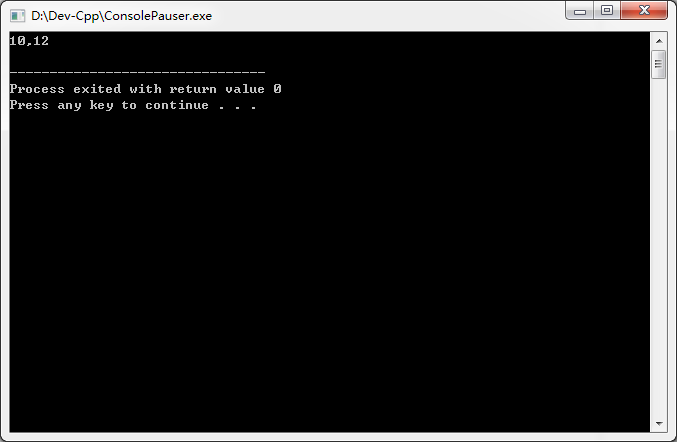 D:\Dev-Cpp\ConsolePauser.exe
10,12
--------------------------------
Process exited with return value 0
Press any key to continue . . .